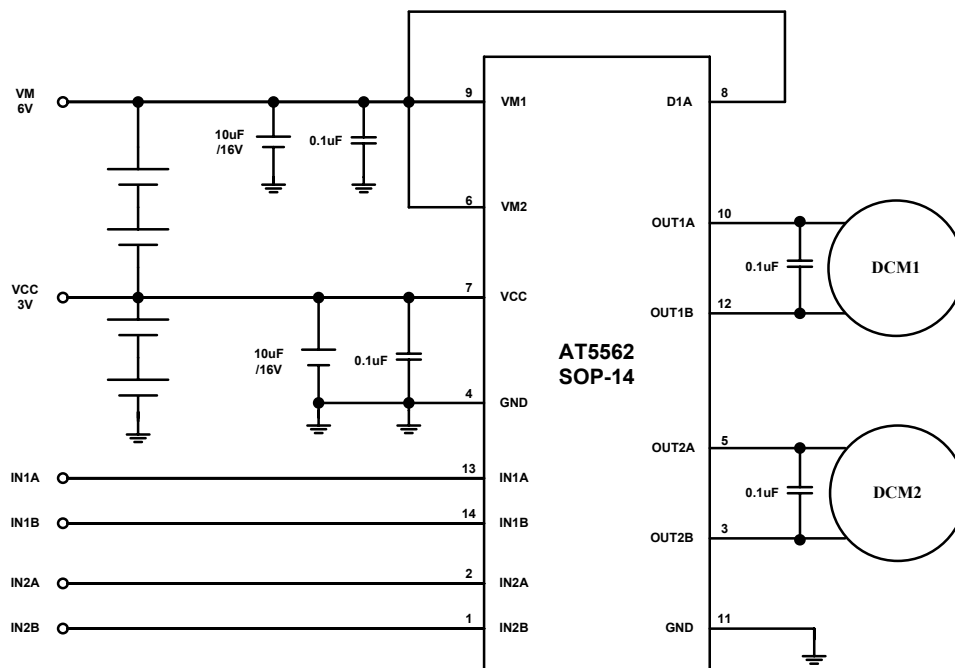 VM
6V
9
VM1
D1A
8
10uF
/16V
0.1uF
6
VM2
OUT1A
10
0.1uF
DCM1
VCC
3V
7
VCC
OUT1B
12
10uF
/16V
0.1uF
AT5562
SOP-14
4
GND
OUT2A
5
IN1A
13
IN1A
0.1uF
DCM2
IN1B
14
IN1B
OUT2B
3
IN2A
2
IN2A
IN2B
1
IN2B
GND
11